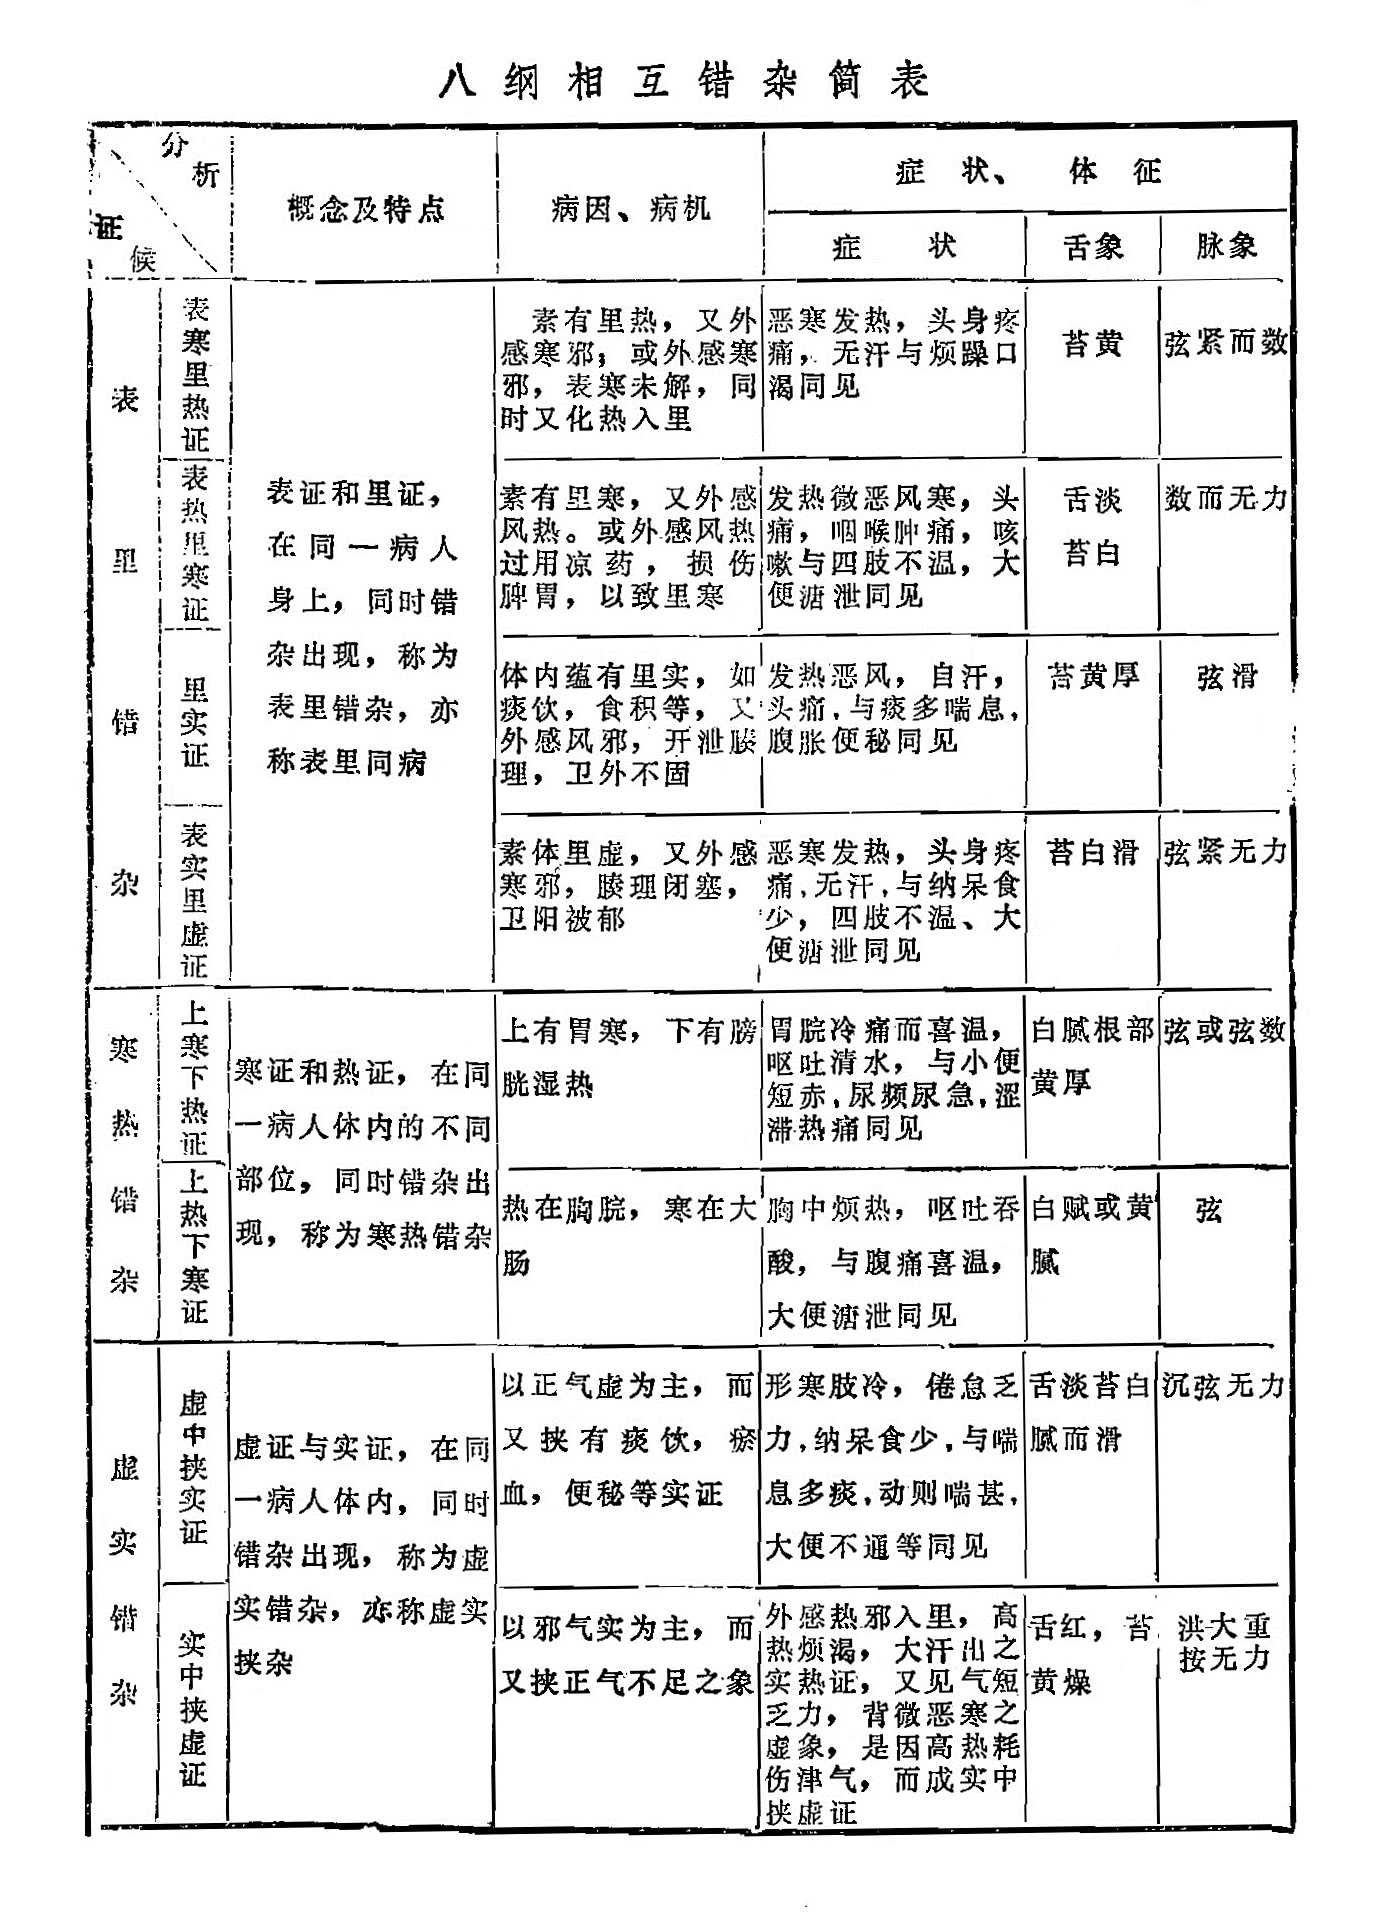 八纲相互错杂简表
分析
证候
概念及特点
病因、病机
症状、体征
症状
舌象
脉象
表里错杂
表寒里热证
表证和里证，
在同一病人
身上，同时错
杂出现，称为
表里错杂，亦
称表里同病
素有里热，又外
感寒邪；或外感寒
邪，表寒未解，同
时又化热入里
恶寒发热，头身疼
痛，无汗与烦躁口
渴同见
苔黄
弦紧而数
表热里寒证
素有里寒，又外感
风热。或外感风热
过用凉药，损伤
脾胃，以致里寒
发热微恶风寒，头
痛，咽喉肿痛，咳
嗽与四肢不温，大
便溏泄同见
舌淡
苔白
数而无力
里实证
体内蕴有里实，如
痰饮，食积等，又
外感风邪，开泄腠
理，卫外不固
发热恶风，自汗，
头痛，与痰多喘息，
腹胀便秘同见
苔黄厚
弦滑
表实里虚证
素体里虚，又外感
寒邪，腠理闭塞，
卫阳被郁
恶寒发热，头身疼
痛，无汗，与纳呆食
少，四肢不温、大
便溏泄同见
苔白滑
弦紧无力
寒热错杂
上寒下热证
寒证和热证，在同
一病人体内的不同
部位，同时错杂出
现，称为寒热错杂
上有胃寒，下有膀
胱湿热
胃脘冷痛而喜温，
呕吐清水，与小便
短赤，尿频尿急，涩
滞热痛同见
白腻根部
黄厚
弦或弦数
上热下寒证
热在胸脘，寒在大
肠
胸中烦热，呕吐吞
酸，与腹痛喜温，
大便溏泄同见
白赋或黄
腻
弦
虚实错杂
虚中挟实证
虚证与实证，在同
一病人体内，同时
错杂出现，称为虚
实错杂，亦称虚实
挟杂
以正气虚为主，而
又挟有痰饮，瘀
血，便秘等实证
形寒肢冷，倦怠乏
力，纳呆食少，与喘
息多痰，动则喘甚，
大便不通等同见
舌淡苔白
腻而滑
沉弦无力
实中挟虚证
以邪气实为主，而
又挟正气不足之象
外感热邪入里，高
热烦渴，大汗出之
实热证，又见气短
乏力，背微恶寒之
虚象，是因高热耗
伤津气，而成实中
挟虚证
舌红，苔
黄燥
洪大重
按无力